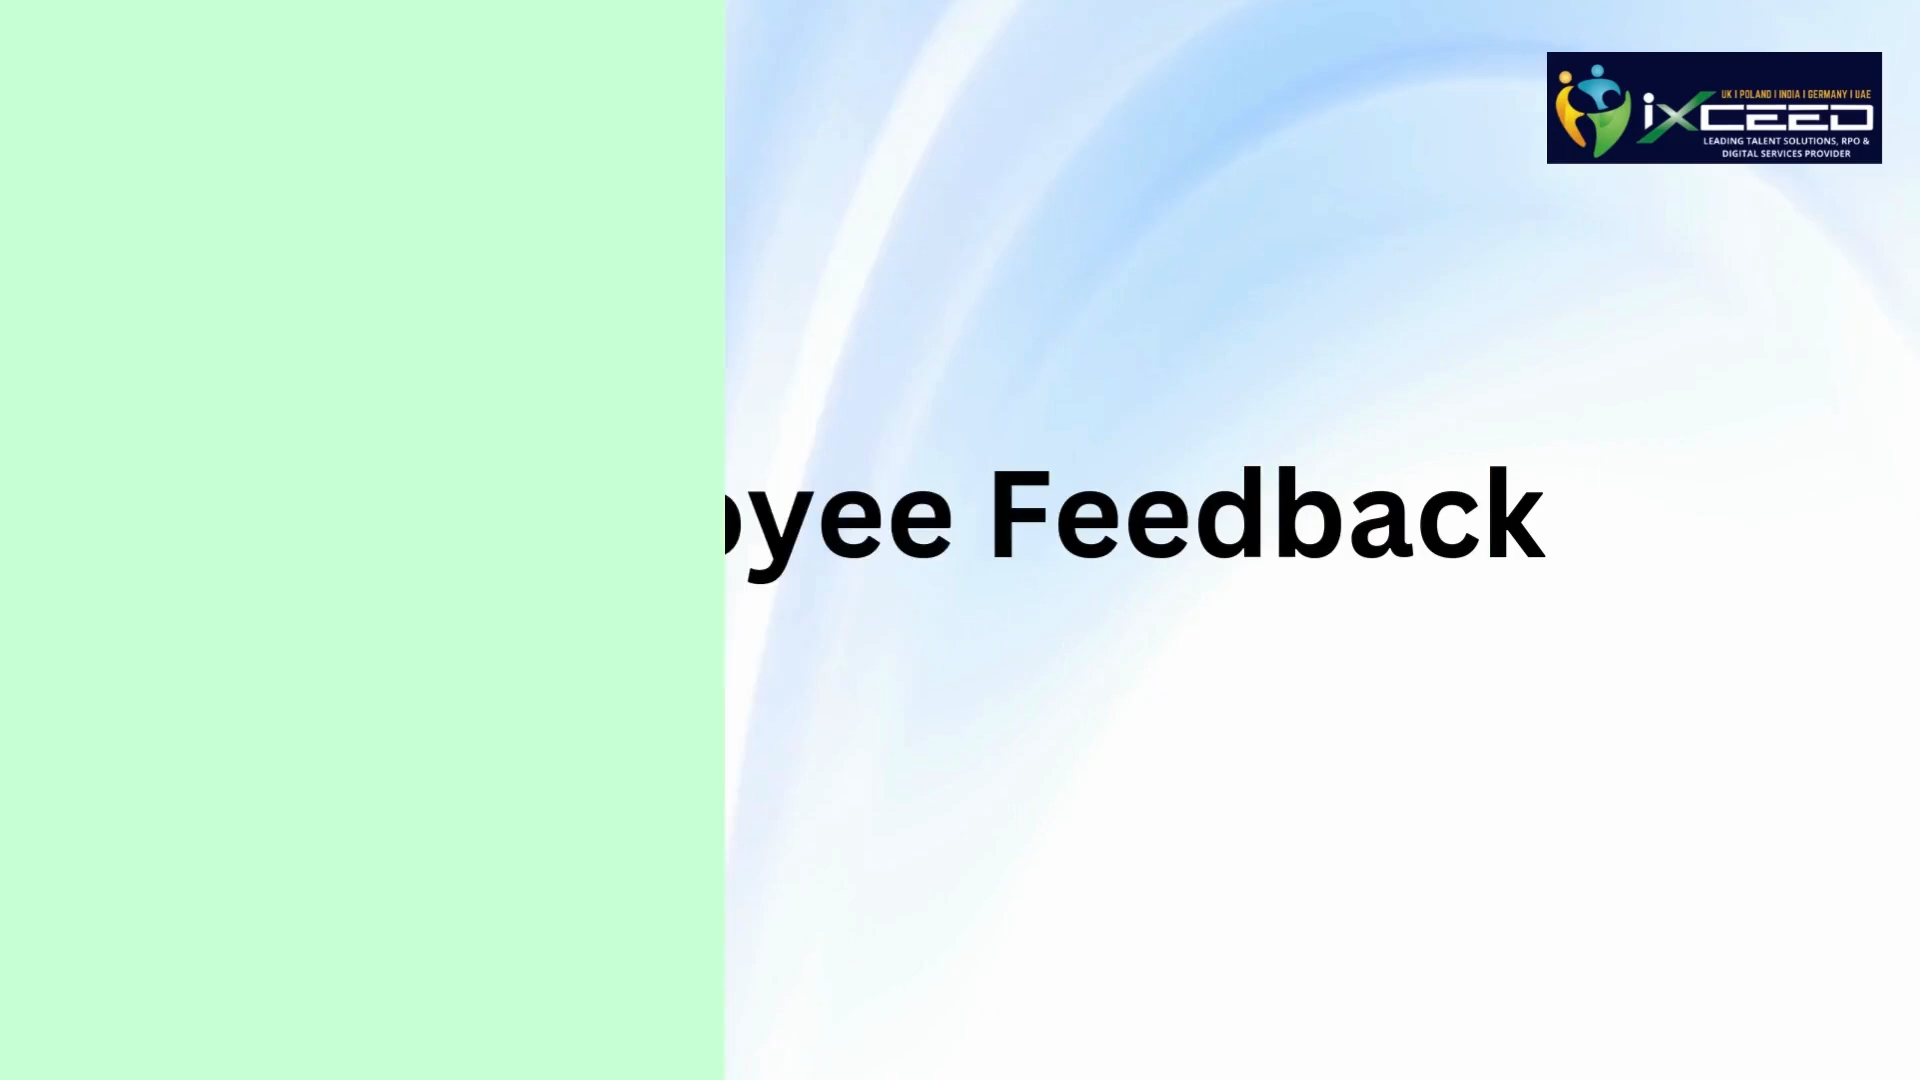 UK I POLAND I INDIA I GERMANY I UAE
iXCEED
LEADING TALENT SOLUTIONS, RPO &
DIGITAL SERVICES PROVIDER
oyee Feedback